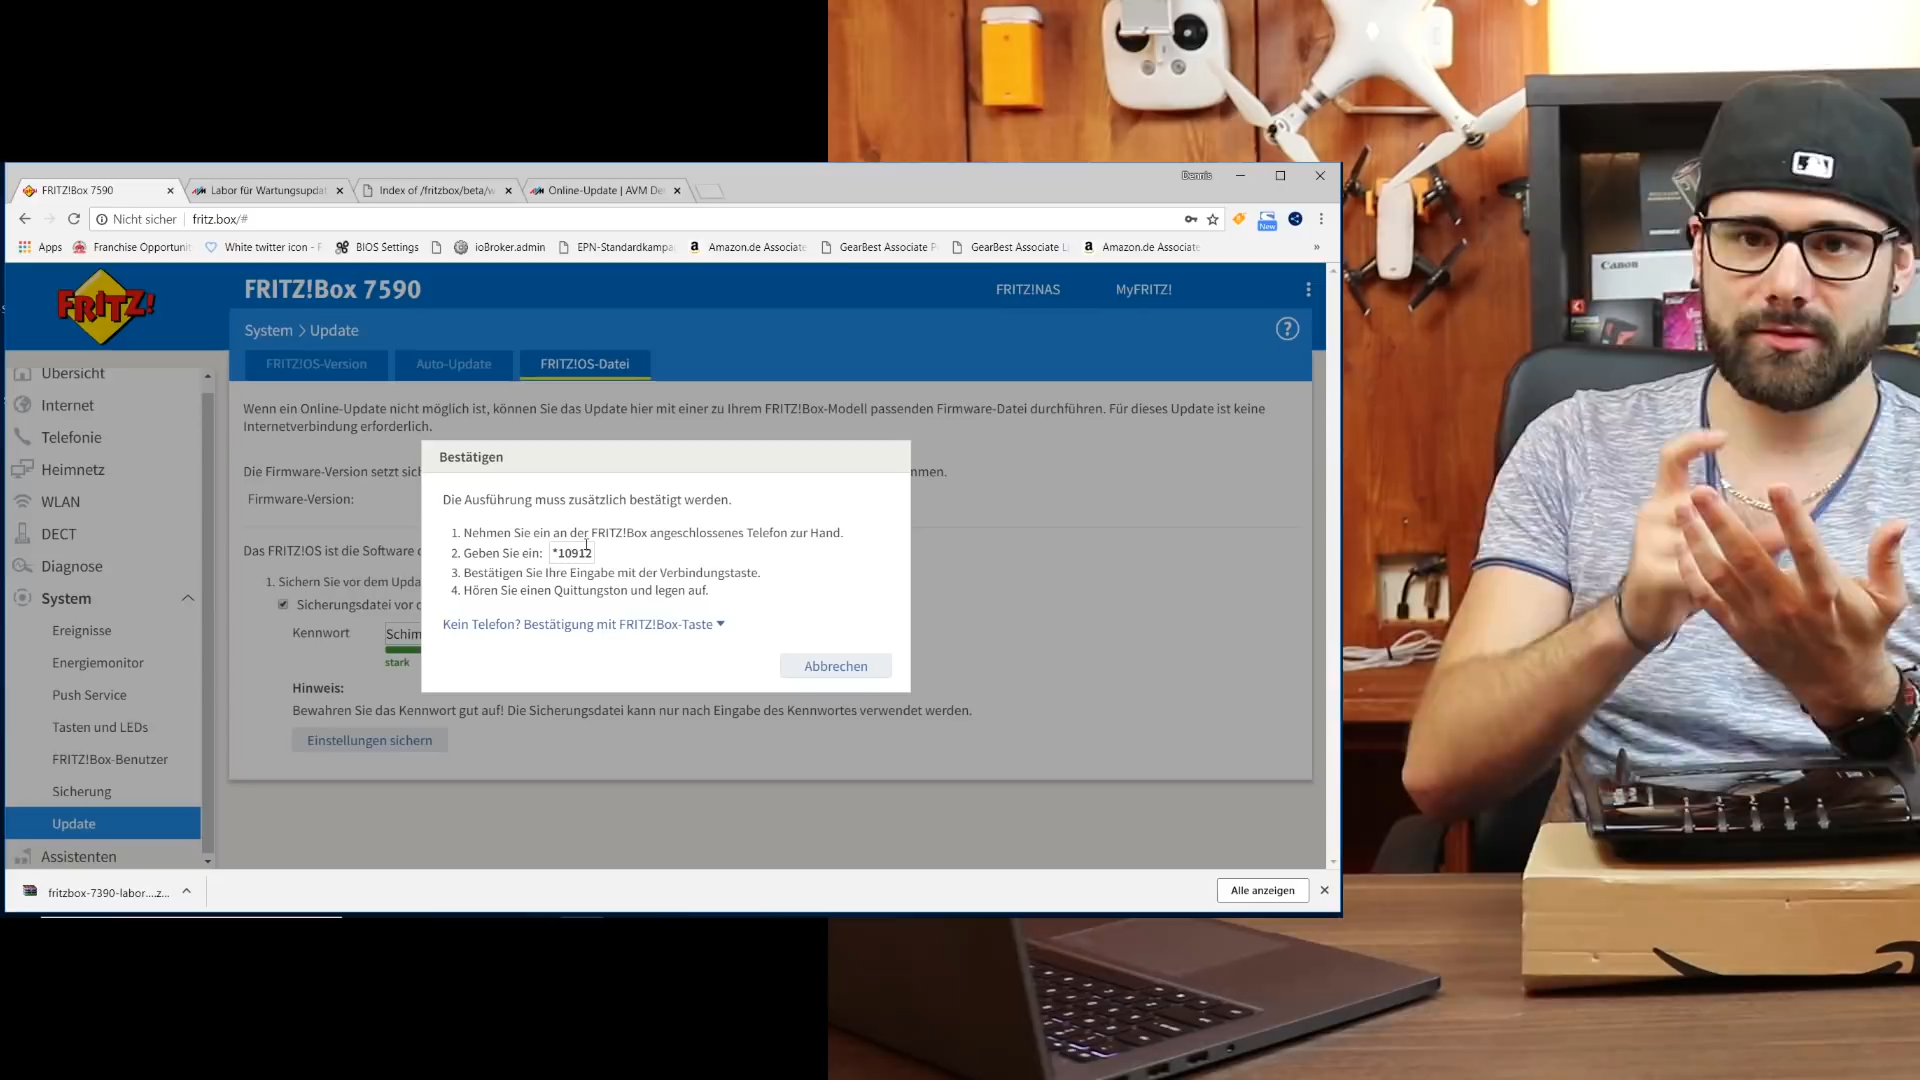 FRITZ!Box 7590
Labor für Wartungsupdat
Index of /fritzbox/beta/w
Online-Update | AVM De
Dennis
Nicht sicher
fritz.box/#
New
Apps
Franchise Opportuni
White twitter icon - F
BIOS Settings
ioBroker.admin
EPN-Standardkampa
Amazon.de Associate
GearBest Associate P
GearBest Associate L
Amazon.de Associate
»
FRITZ!
FRITZ!Box 7590
FRITZ!NAS
MyFRITZ!
System > Update
?
FRITZ!OS-Version
Auto-Update
FRITZ!OS-Datei
Übersicht
Internet
Telefonie
Heimnetz
WLAN
DECT
Diagnose
System
Ereignisse
Energiemonitor
Push Service
Tasten und LEDs
FRITZ!Box-Benutzer
Sicherung
Update
Assistenten
Wenn ein Online-Update nicht möglich ist, können Sie das Update hier mit einer zu Ihrem FRITZ!Box-Modell passenden Firmware-Datei durchführen. Für dieses Update ist keine
Internetverbindung erforderlich.
Die Firmware-Version setzt sich
mmen.
Firmware-Version:
Das FRITZ!OS ist die Software d
1. Sichern Sie vor dem Upda
Sicherungsdatei vor d
Kennwort
Schim
stark
Hinweis:
Bewahren Sie das Kennwort gut auf! Die Sicherungsdatei kann nur nach Eingabe des Kennwortes verwendet werden.
Einstellungen sichern
Bestätigen
Die Ausführung muss zusätzlich bestätigt werden.
1. Nehmen Sie ein an der FRITZ!Box angeschlossenes Telefon zur Hand.
2. Geben Sie ein: *10912
3. Bestätigen Sie Ihre Eingabe mit der Verbindungstaste.
4. Hören Sie einen Quittungston und legen auf.
Kein Telefon? Bestätigung mit FRITZ!Box-Taste
Abbrechen
fritzbox-7390-labor....z...
Alle anzeigen
Canon